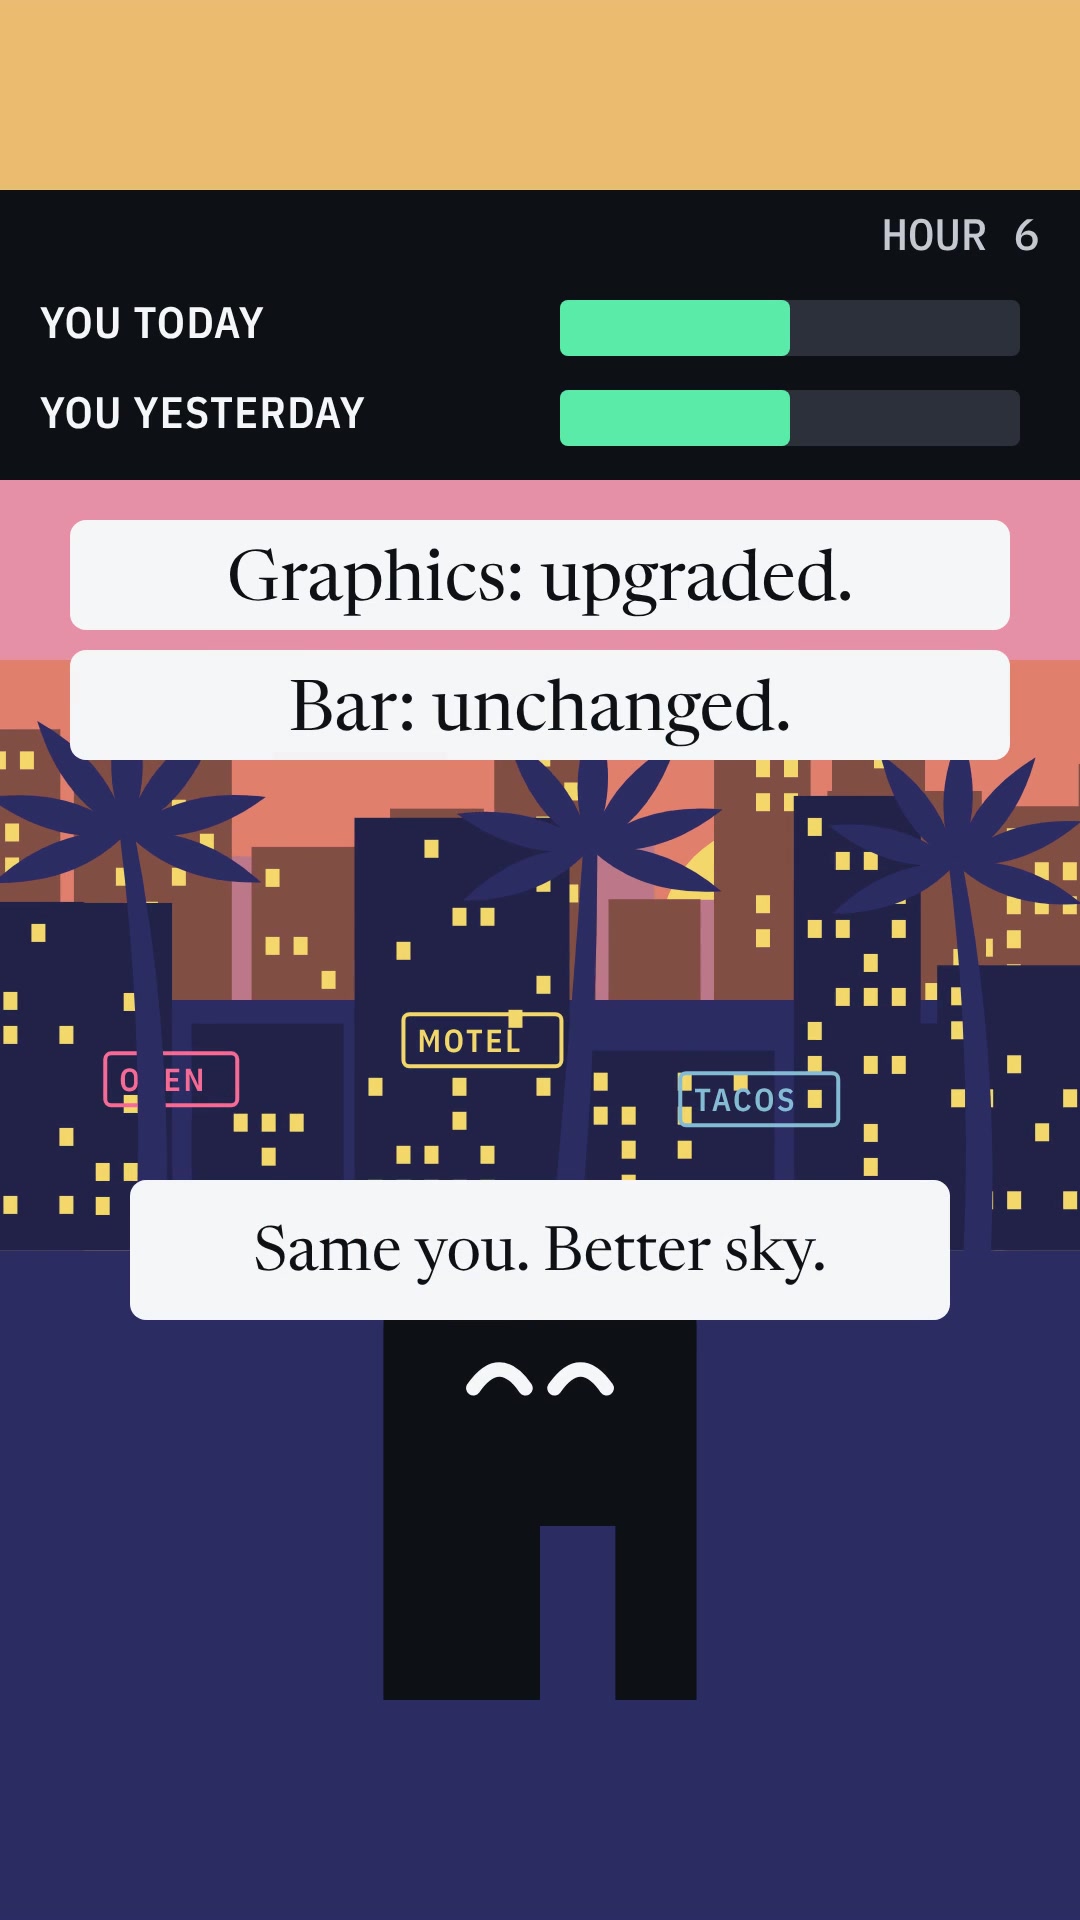 HOUR 6
YOU TODAY
YOU YESTERDAY
Graphics: upgraded.
Bar: unchanged.
MOTEL
TACOS
Same you. Better sky.